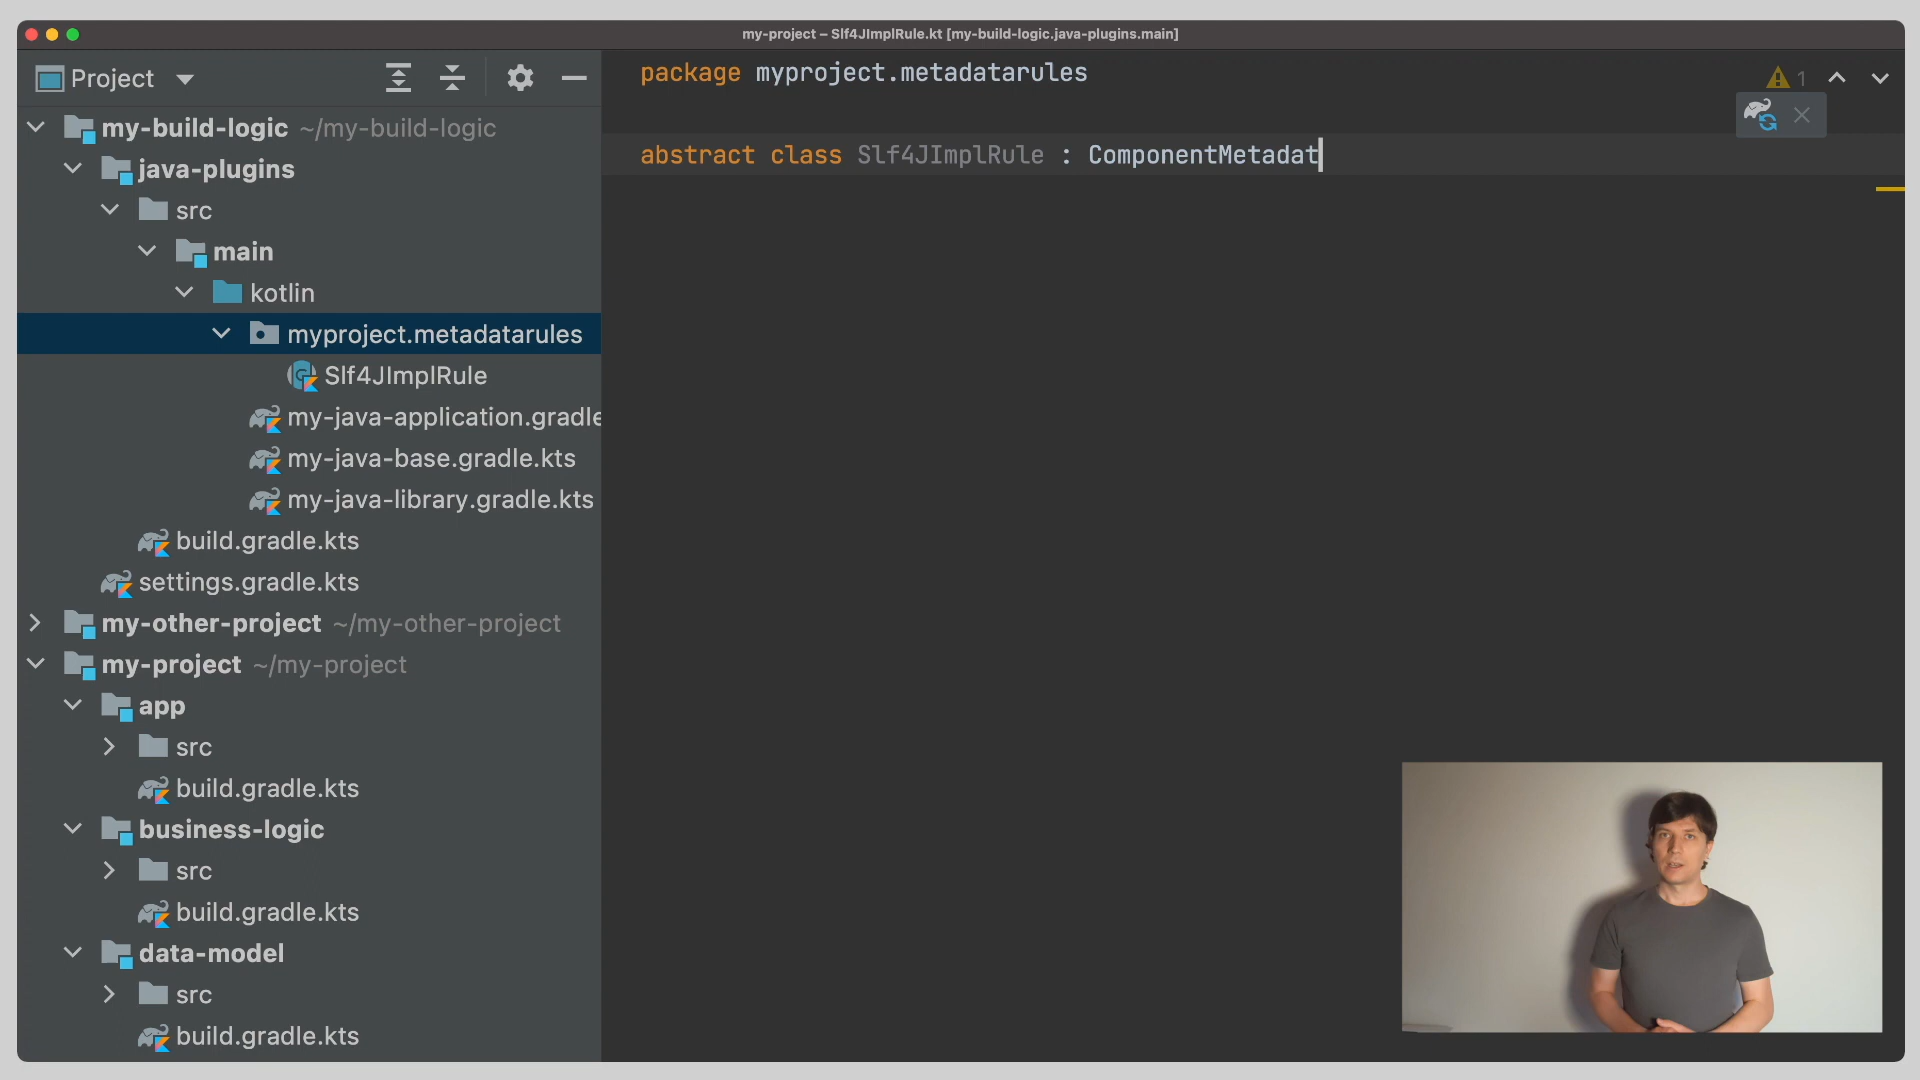 my-project – Slf4JImplRule.kt [my-build-logic.java-plugins.main]
Project
my-build-logic ~/my-build-logic
java-plugins
src
main
kotlin
myproject.metadatarules
Slf4JImplRule
my-java-application.gradle
my-java-base.gradle.kts
my-java-library.gradle.kts
build.gradle.kts
settings.gradle.kts
my-other-project ~/my-other-project
my-project ~/my-project
app
src
build.gradle.kts
business-logic
src
build.gradle.kts
data-model
src
build.gradle.kts
package myproject.metadatarules
1
abstract class Slf4JImplRule : ComponentMetadat